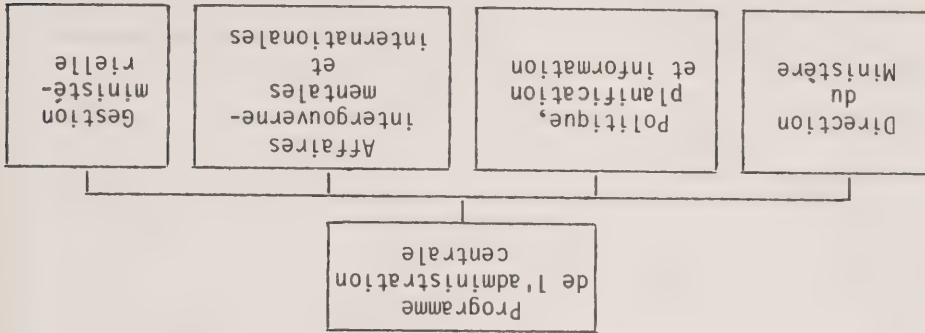 Programme
de l'administration
centrale
Direction
du
Ministère
Politique,
planification
et information
Affaires
intergouverne-
mentales
et
internationales
Gestion
ministé-
rielle